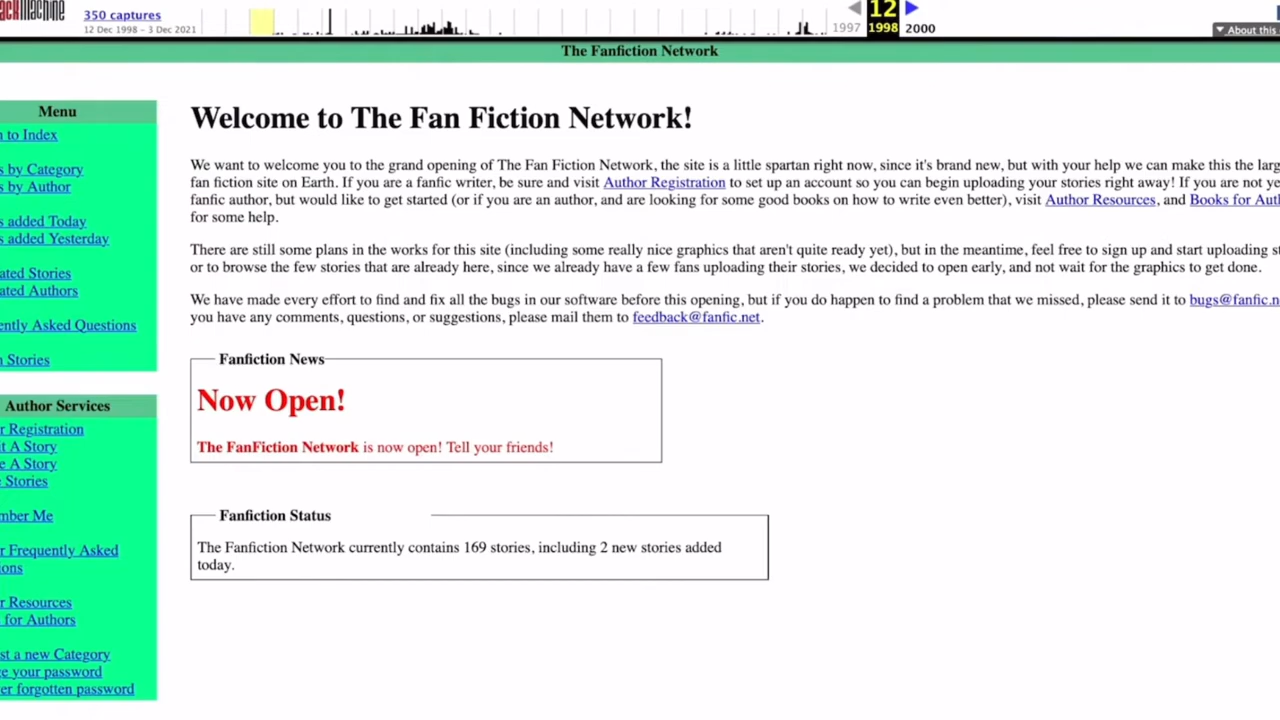 350 captures
12 Dec 1998 – 3 Dec 2021
1997
12
1998
2000
About this
The Fanfiction Network
Menu
to Index
by Category
by Author
added Today
added Yesterday
Stories
Authors
Asked Questions
Stories
Author Services
Registration
A Story
A Story
Stories
Me
Frequently Asked
Resources
for Authors
a new Category
your password
forgotten password
Welcome to The Fan Fiction Network!
We want to welcome you to the grand opening of The Fan Fiction Network, the site is a little spartan right now, since it's brand new, but with your help we can make this the
fan fiction site on Earth. If you are a fanfic writer, be sure and visit Author Registration to set up an account so you can begin uploading your stories right away! If you are not
fanfic author, but would like to get started (or if you are an author, and are looking for some good books on how to write even better), visit Author Resources, and Books for
for some help.
There are still some plans in the works for this site (including some really nice graphics that aren't quite ready yet), but in the meantime, feel free to sign up and start uploading
or to browse the few stories that are already here, since we already have a few fans uploading their stories, we decided to open early, and not wait for the graphics to get done.
We have made every effort to find and fix all the bugs in our software before this opening, but if you do happen to find a problem that we missed, please send it to bugs@fanfic.n
you have any comments, questions, or suggestions, please mail them to feedback@fanfic.net.
Fanfiction News
Now Open!
The FanFiction Network is now open! Tell your friends!
Fanfiction Status
The Fanfiction Network currently contains 169 stories, including 2 new stories added
today.